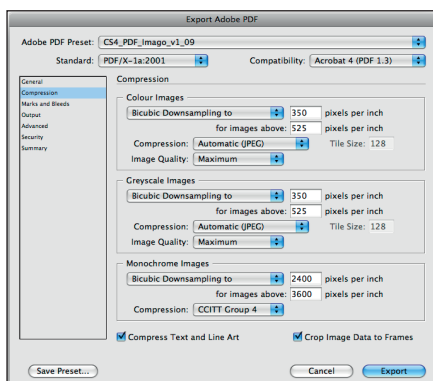 Export Adobe PDF
Adobe PDF Preset: CS4_PDF_Imago_v1_09
Standard: PDF/X-1a:2001 Compatibility: Acrobat 4 (PDF 1.3)
General
Compression
Marks and Bleeds
Output
Advanced
Security
Summary
Compression
Colour Images
Bicubic Downsampling to 350 pixels per inch
for images above: 525 pixels per inch
Compression: Automatic (JPEG) Tile Size: 128
Image Quality: Maximum
Greyscale Images
Bicubic Downsampling to 350 pixels per inch
for images above: 525 pixels per inch
Compression: Automatic (JPEG) Tile Size: 128
Image Quality: Maximum
Monochrome Images
Bicubic Downsampling to 2400 pixels per inch
for images above: 3600 pixels per inch
Compression: CCITT Group 4
Compress Text and Line Art Crop Image Data to Frames
Save Preset... Cancel Export